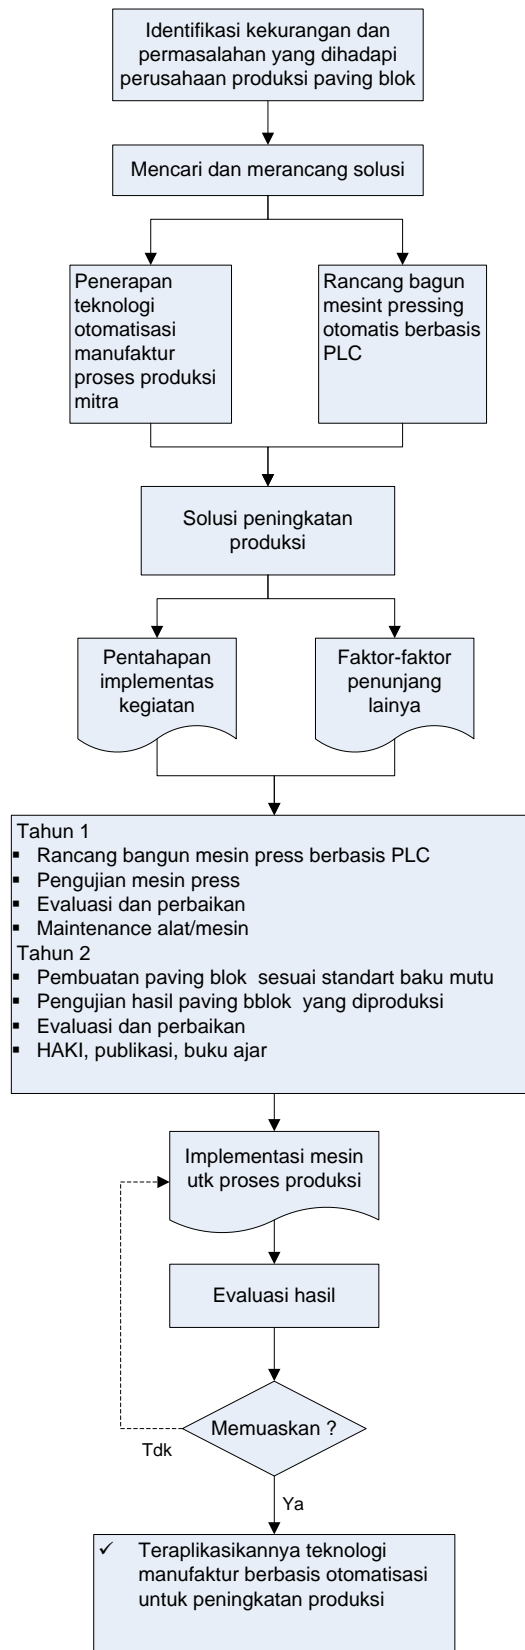 Identifikasi kekurangan dan
permasalahan yang dihadapi
perusahaan produksi paving blok
Mencari dan merancang solusi
Penerapan
teknologi
otomatisasi
manufaktur
proses produksi
mitra
Rancang bagun
mesint pressing
otomatis berbasis
PLC
Solusi peningkatan
produksi
Pentahapan
implementas
kegiatan
Faktor-faktor
penunjang
lainya
Tahun 1
▪ Rancang bangun mesin press berbasis PLC
▪ Pengujian mesin press
▪ Evaluasi dan perbaikan
▪ Maintenance alat/mesin
Tahun 2
▪ Pembuatan paving blok sesuai standart baku mutu
▪ Pengujian hasil paving bblok yang diproduksi
▪ Evaluasi dan perbaikan
▪ HAKI, publikasi, buku ajar
Implementasi mesin
utk proses produksi
Evaluasi hasil
Memuaskan ?
Tdk
Ya
✓ Teraplikasikannya teknologi
manufaktur berbasis otomatisasi
untuk peningkatan produksi